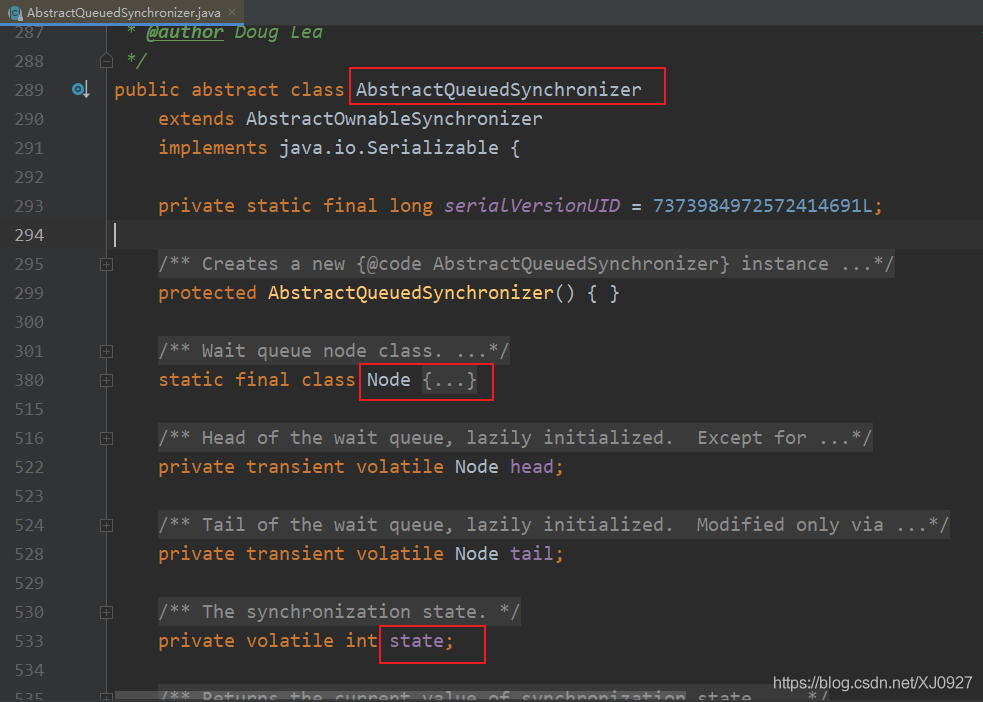 AbstractQueuedSynchronizer.java ×
287 * @author Doug Lea
288 */
289 public abstract class AbstractQueuedSynchronizer
290 extends AbstractOwnableSynchronizer
291 implements java.io.Serializable {
292
293 private static final long serialVersionUID = 7373984972572414691L;
294
295 /** Creates a new {@code AbstractQueuedSynchronizer} instance ...*/
299 protected AbstractQueuedSynchronizer() { }
300
301 /** Wait queue node class. ...*/
380 static final class Node {...}
515
516 /** Head of the wait queue, lazily initialized.  Except for ...*/
522 private transient volatile Node head;
523
524 /** Tail of the wait queue, lazily initialized.  Modified only via ...*/
528 private transient volatile Node tail;
529
530 /** The synchronization state. */
533 private volatile int state;
534
535 /** Returns the current value of synchronization state. ...*/
https://blog.csdn.net/XJ0927